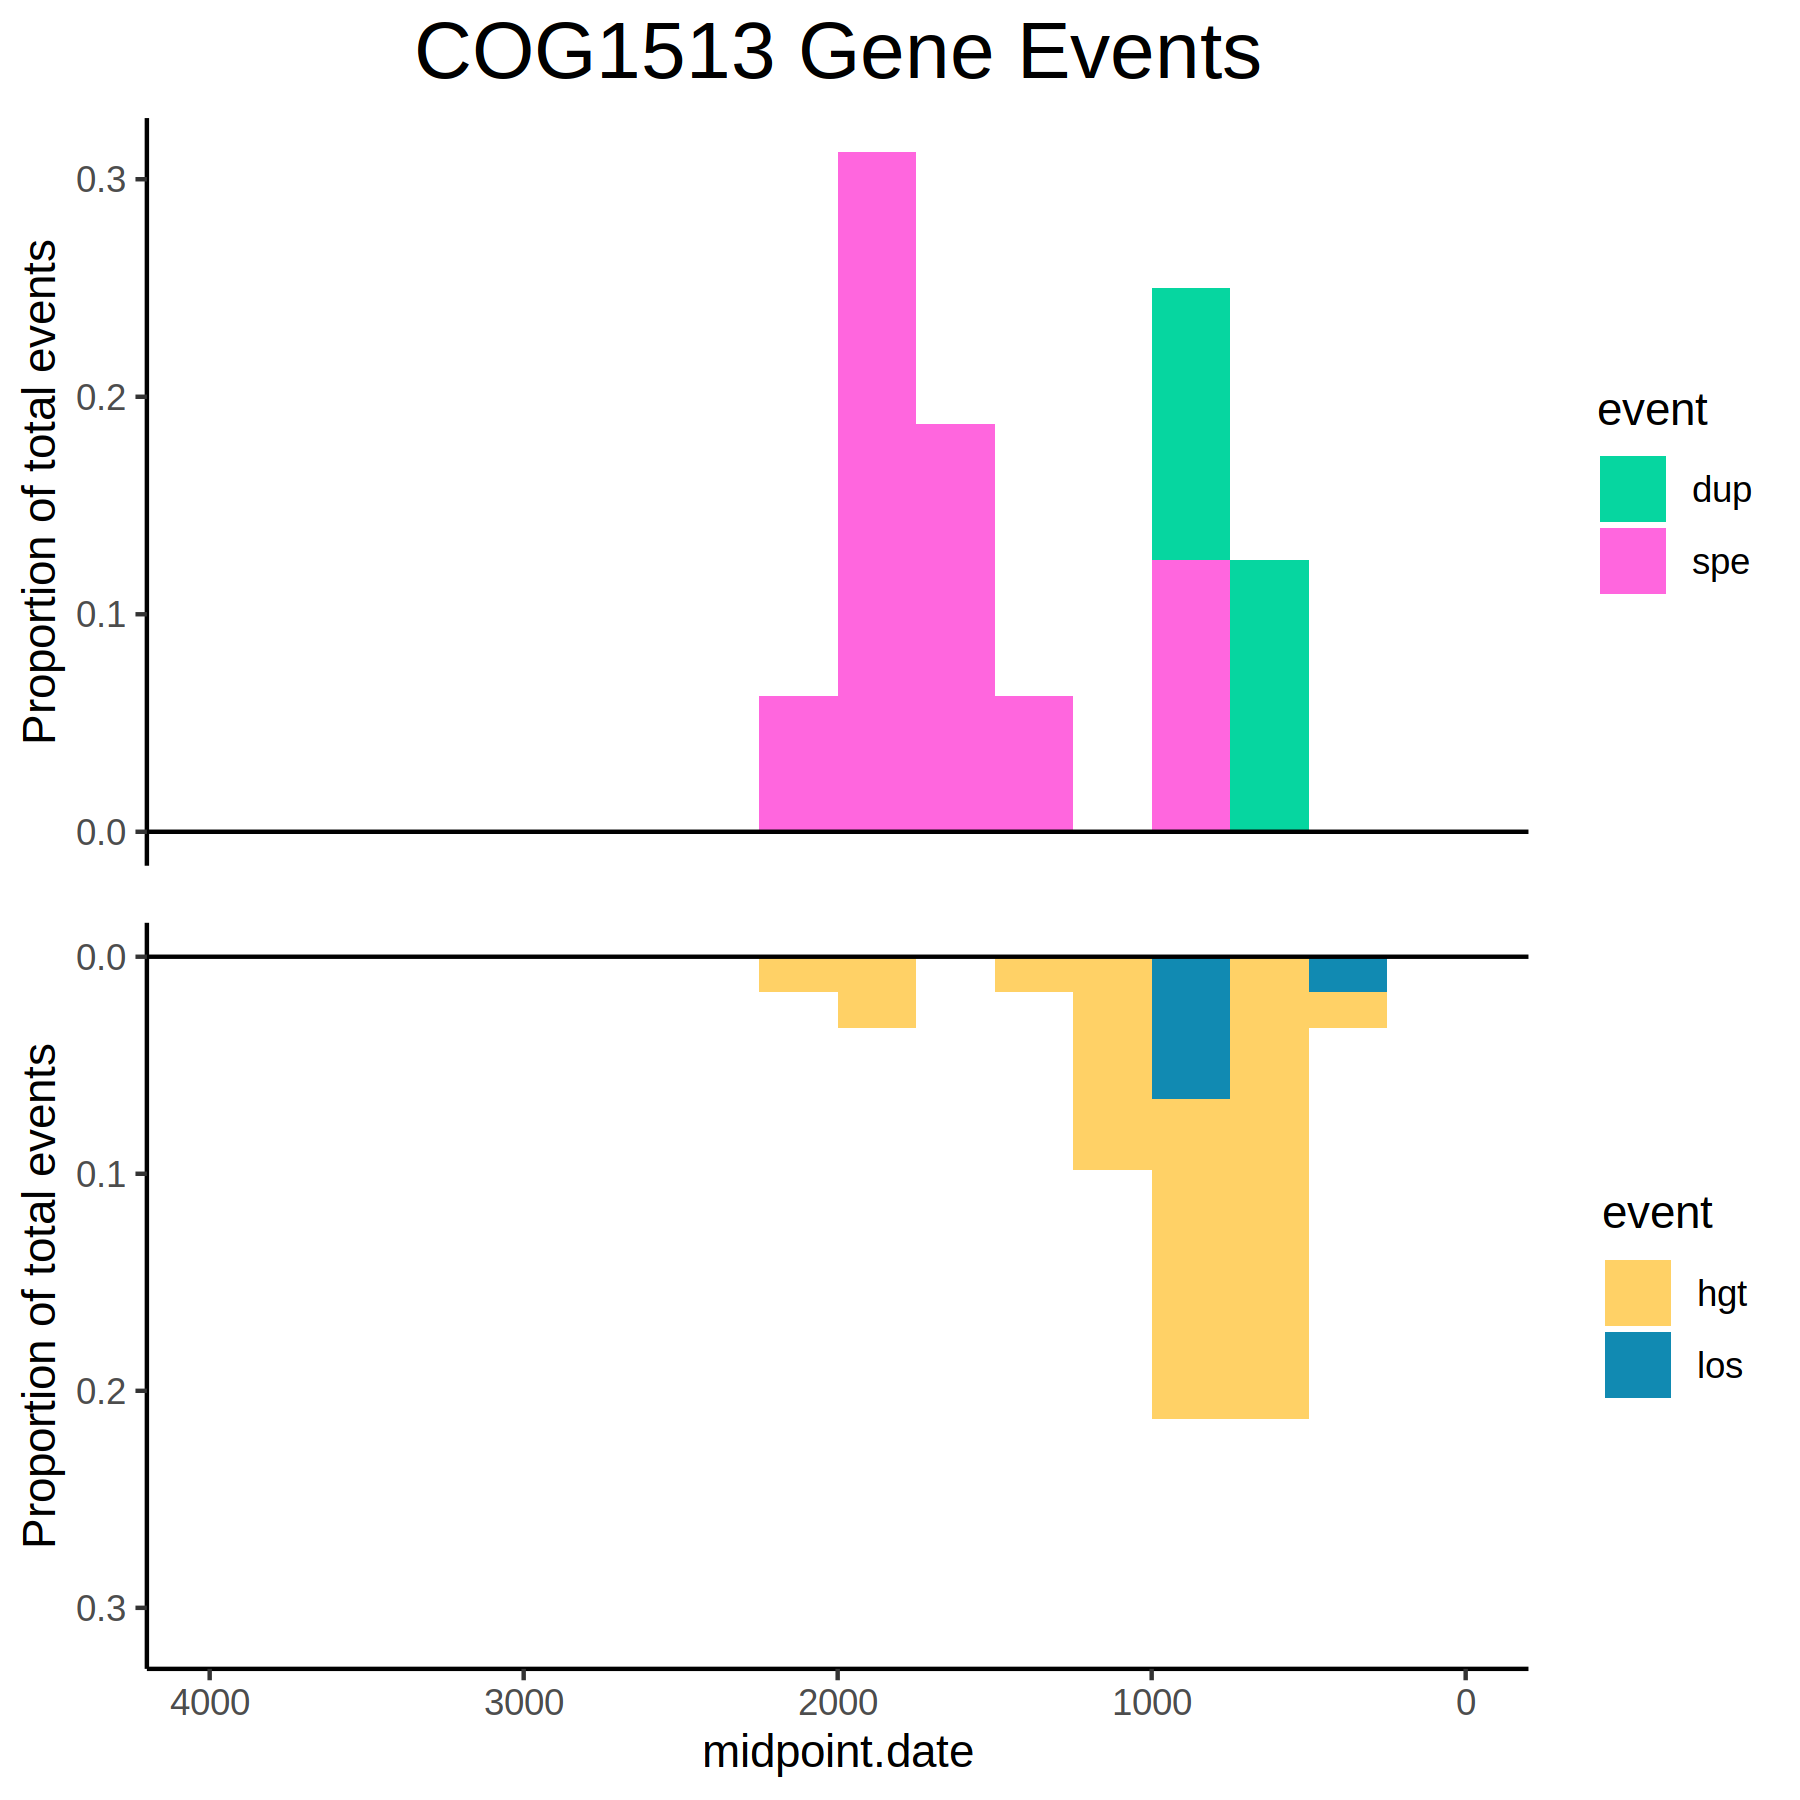 COG1513 Gene Events
Proportion of total events
0.3
0.2
0.1
0.0
event
dup
spe
Proportion of total events
0.0
0.1
0.2
0.3
event
hgt
los
4000 3000 2000 1000 0
midpoint.date